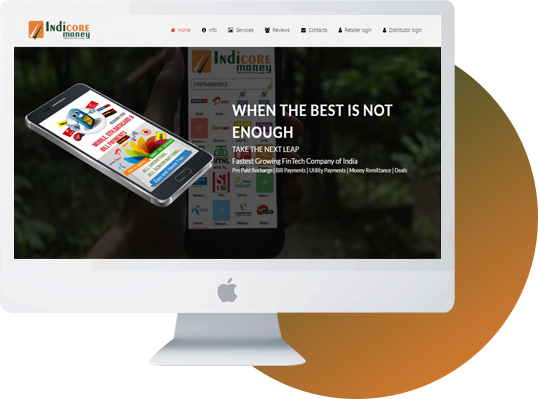 IndiCORE
money
Home Info Services Reviews Contacts Retailer login Distributor login
IndiCORE
money
PREPAID MOBILE
MOBILE, DTH, DATACARD &
BILL PAYMENTS
WHEN THE BEST IS NOT
ENOUGH
TAKE THE NEXT LEAP
Fastest Growing FinTech Company of India
Pre Paid Recharge | Bill Payments | Utility Payments | Money Remittance | Deals